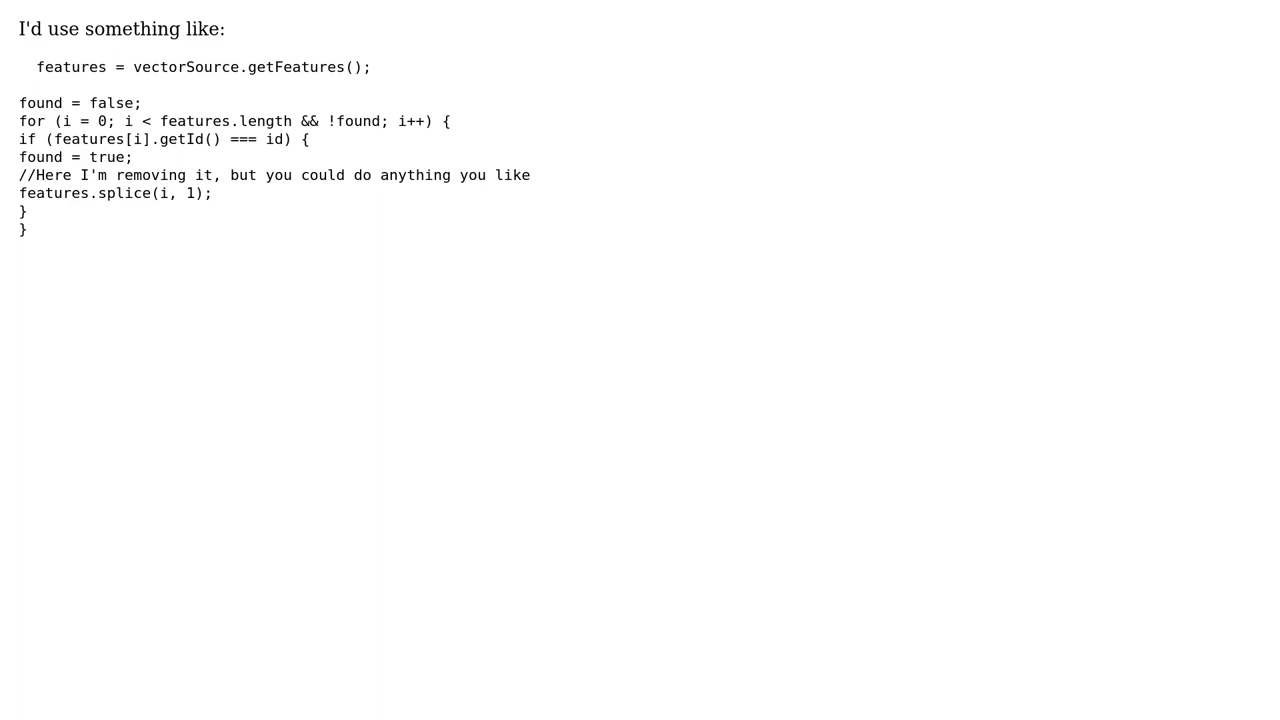 I'd use something like:
features = vectorSource.getFeatures();
found = false;
for (i = 0; i < features.length && !found; i++) {
if (features[i].getId() === id) {
found = true;
//Here I'm removing it, but you could do anything you like
features.splice(i, 1);
}
}